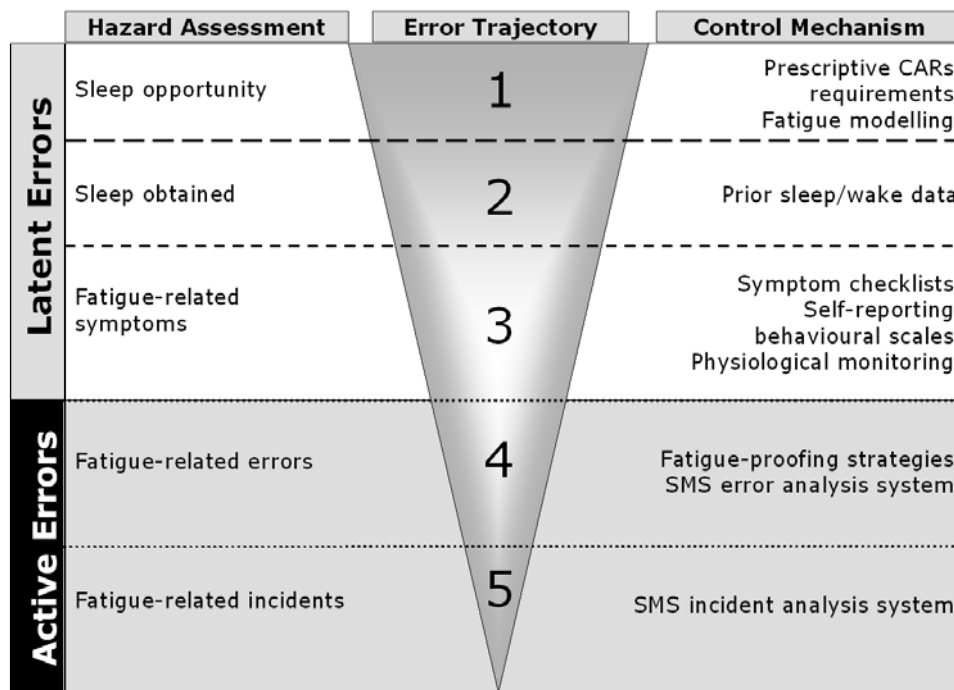 Hazard Assessment
Error Trajectory
Control Mechanism
Latent Errors
Sleep opportunity
1
Prescriptive CARs
requirements
Fatigue modelling
Sleep obtained
2
Prior sleep/wake data
Fatigue-related
symptoms
3
Symptom checklists
Self-reporting
behavioural scales
Physiological monitoring
Active Errors
Fatigue-related errors
4
Fatigue-proofing strategies
SMS error analysis system
Fatigue-related incidents
5
SMS incident analysis system